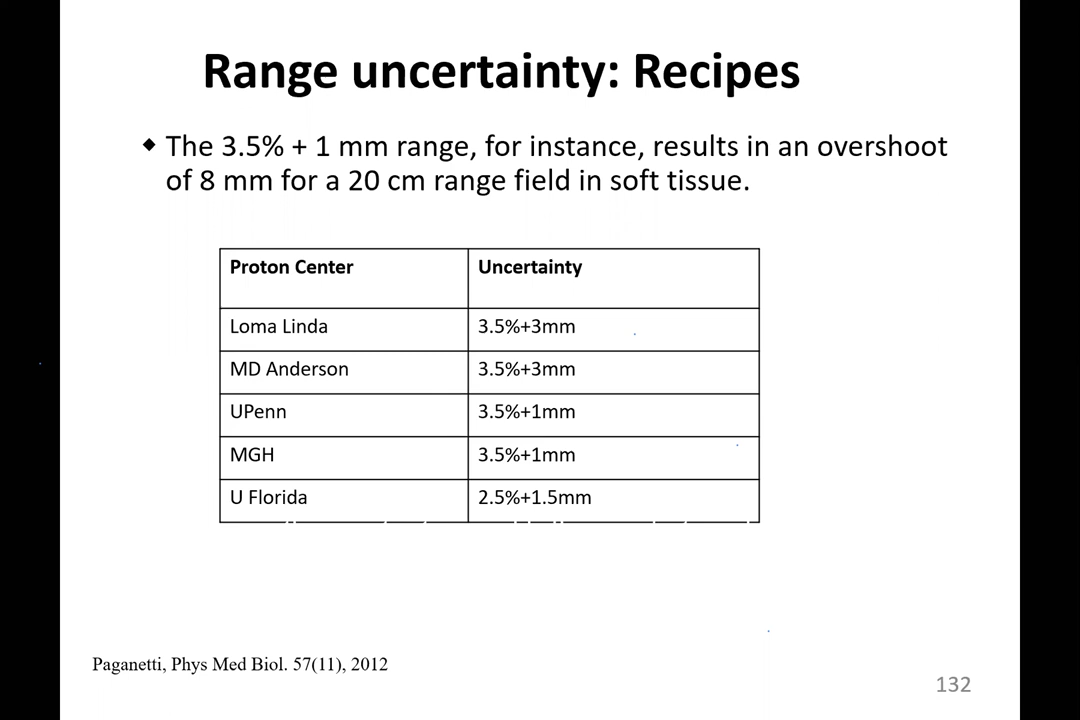 Range uncertainty: Recipes
The 3.5% + 1 mm range, for instance, results in an overshoot
of 8 mm for a 20 cm range field in soft tissue.
Proton Center Uncertainty
Loma Linda 3.5%+3mm
MD Anderson 3.5%+3mm
UPenn 3.5%+1mm
MGH 3.5%+1mm
U Florida 2.5%+1.5mm
Paganetti, Phys Med Biol. 57(11), 2012
132